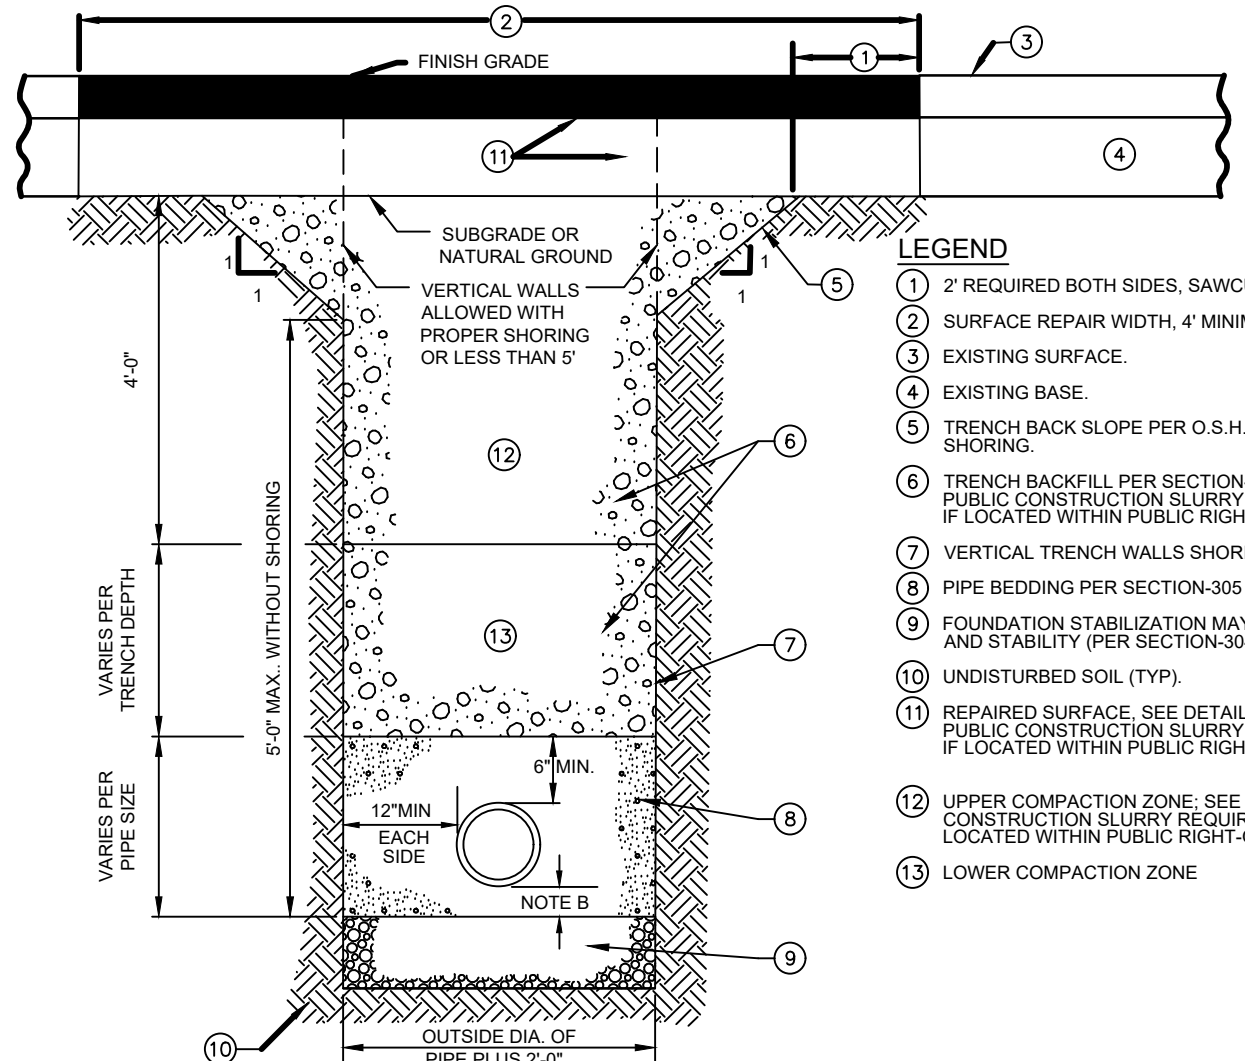 2
FINISH GRADE
1
3
11
4
SUBGRADE OR
NATURAL GROUND
1
1
1
1
5
VERTICAL WALLS
ALLOWED WITH
PROPER SHORING
OR LESS THAN 5'
4'-0"
12
6
5'-0" MAX.. WITHOUT SHORING
VARIES PER
TRENCH DEPTH
13
7
6" MIN.
VARIES PER
PIPE SIZE
12"MIN
EACH
SIDE
8
NOTE B
9
10
OUTSIDE DIA. OF
PIPE PLUS 2'-0"
LEGEND
1 2' REQUIRED BOTH SIDES, SAWC
2 SURFACE REPAIR WIDTH, 4' MINI
3 EXISTING SURFACE.
4 EXISTING BASE.
5 TRENCH BACK SLOPE PER O.S.H.
SHORING.
6 TRENCH BACKFILL PER SECTION-
PUBLIC CONSTRUCTION SLURRY
IF LOCATED WITHIN PUBLIC RIGH
7 VERTICAL TRENCH WALLS SHOR
8 PIPE BEDDING PER SECTION-305
9 FOUNDATION STABILIZATION MAY
AND STABILITY (PER SECTION-30
10 UNDISTURBED SOIL (TYP).
11 REPAIRED SURFACE, SEE DETAIL
PUBLIC CONSTRUCTION SLURRY
IF LOCATED WITHIN PUBLIC RIGH
12 UPPER COMPACTION ZONE; SEE
CONSTRUCTION SLURRY REQUIR
LOCATED WITHIN PUBLIC RIGHT-
13 LOWER COMPACTION ZONE